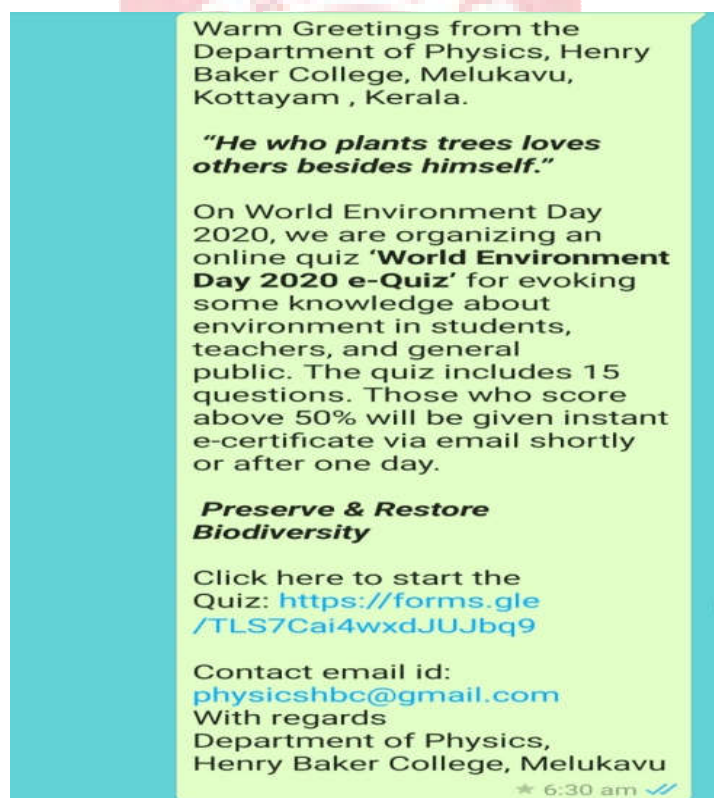 Warm Greetings from the
Department of Physics, Henry
Baker College, Melukavu,
Kottayam , Kerala.
“He who plants trees loves
others besides himself.”
On World Environment Day
2020, we are organizing an
online quiz ‘World Environment
Day 2020 e-Quiz’ for evoking
some knowledge about
environment in students,
teachers, and general
public. The quiz includes 15
questions. Those who score
above 50% will be given instant
e-certificate via email shortly
or after one day.
Preserve & Restore
Biodiversity
Click here to start the
Quiz: https://forms.gle
/TLS7Cai4wxdJUJbq9
Contact email id:
physicshbc@gmail.com
With regards
Department of Physics,
Henry Baker College, Melukavu
6:30 am